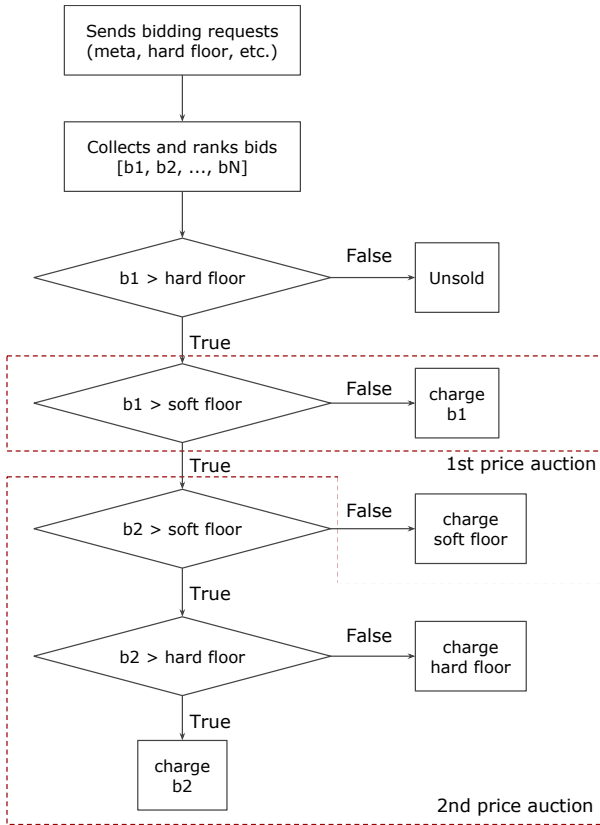 Sends bidding requests
(meta, hard floor, etc.)
Collects and ranks bids
[b1, b2, ..., bN]
b1 > hard floor
False
Unsold
True
b1 > soft floor
False
charge
b1
True
1st price auction
b2 > soft floor
False
charge
soft floor
True
b2 > hard floor
False
charge
hard floor
True
charge
b2
2nd price auction